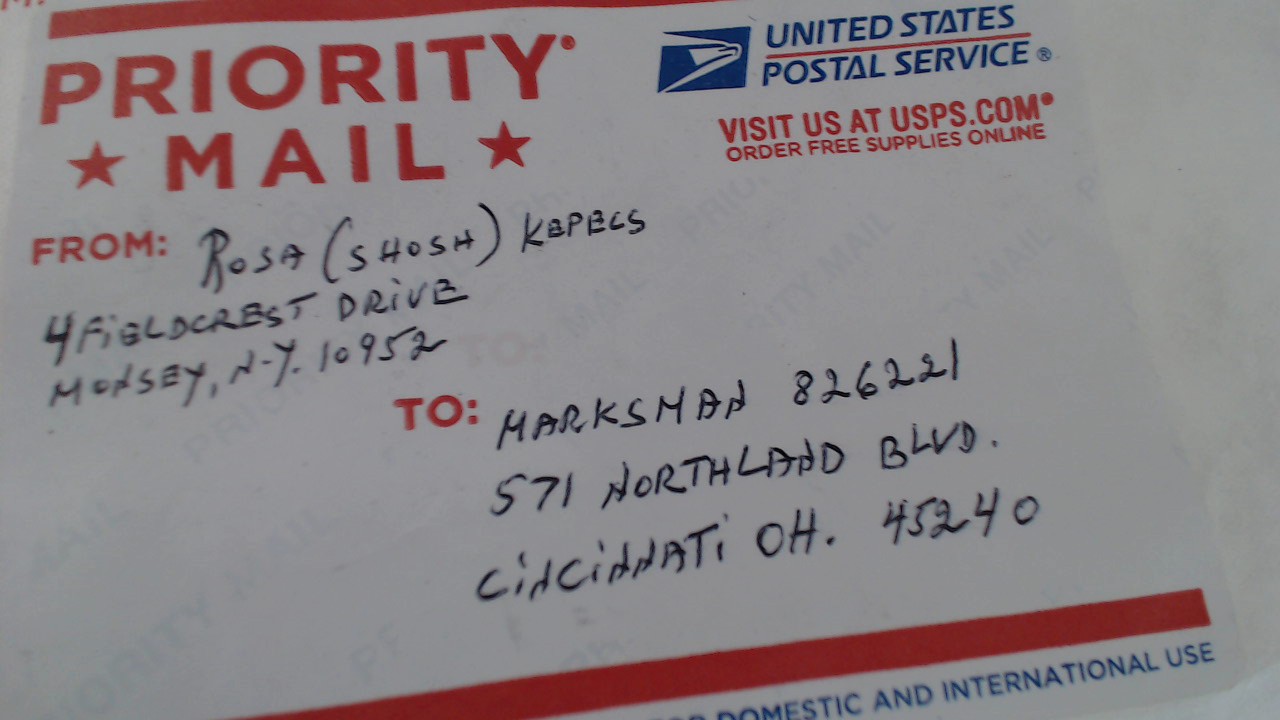 PRIORITY
★ MAIL ★
UNITED STATES
POSTAL SERVICE®
VISIT US AT USPS.COM®
ORDER FREE SUPPLIES ONLINE
FROM: ROSA (SHOSH) KEPECS
4 FIELDCREST DRIVE
MONSEY, N.Y. 10952
TO: MARKSMAN 826221
571 NORTHLAND BLVD.
CINCINNATI OH. 45240
DOMESTIC AND INTERNATIONAL USE